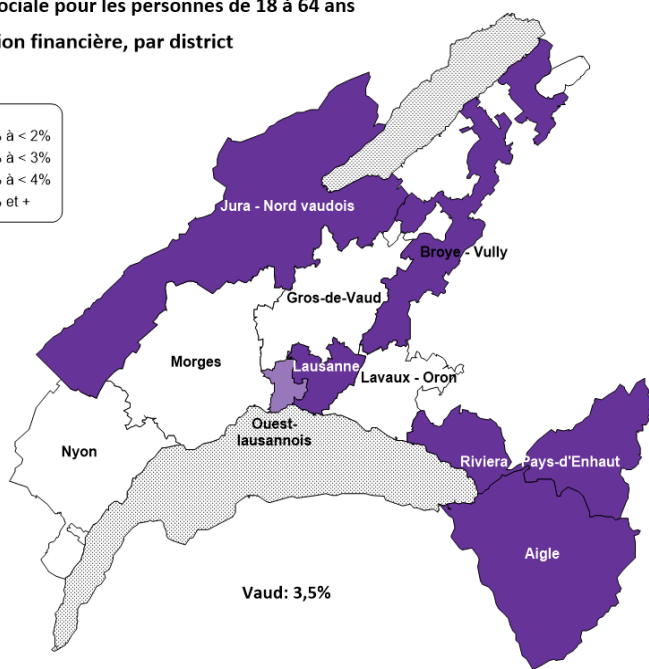 ociale pour les personnes de 18 à 64 ans
ion financière, par district
à < 2%
à < 3%
à < 4%
et +
Jura - Nord vaudois
Broye - Vully
Gros-de-Vaud
Morges
Lausanne
Lavaux - Oron
Ouest-
lausannois
Nyon
Riviera
Pays-d'Enhaut
Aigle
Vaud: 3,5%